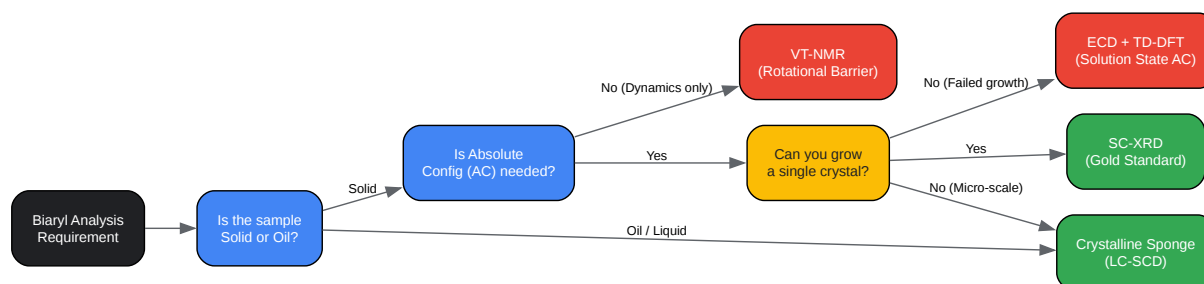 Biaryl Analysis
Requirement
Is the sample
Solid or Oil?
Solid
Oil / Liquid
Is Absolute
Config (AC) needed?
No (Dynamics only)
Yes
VT-NMR
(Rotational Barrier)
Can you grow
a single crystal?
No (Failed growth)
Yes
No (Micro-scale)
ECD + TD-DFT
(Solution State AC)
SC-XRD
(Gold Standard)
Crystalline Sponge
(LC-SCD)